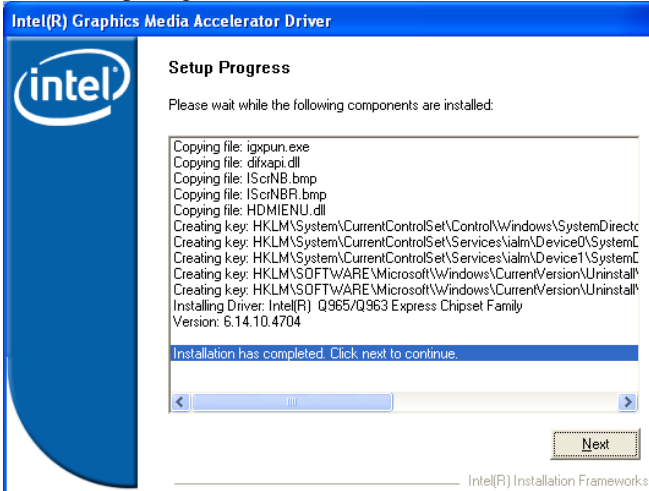 Intel(R) Graphics Media Accelerator Driver
intel
Setup Progress
Please wait while the following components are installed:
Copying file: igxpun.exe
Copying file: difxapi.dll
Copying file: IScrNB.bmp
Copying file: IScrNBR.bmp
Copying file: HDMIENU.dll
Creating key: HKLM\System\CurrentControlSet\Control\Windows\SystemDirecto
Creating key: HKLM\System\CurrentControlSet\Services\ialm\Device0\SystemD
Creating key: HKLM\System\CurrentControlSet\Services\ialm\Device1\SystemD
Creating key: HKLM\SOFTWARE\Microsoft\Windows\CurrentVersion\Uninstall\
Creating key: HKLM\SOFTWARE\Microsoft\Windows\CurrentVersion\Uninstall\
Installing Driver: Intel(R) Q965/Q963 Express Chipset Family
Version: 6.14.10.4704
Installation has completed. Click next to continue.
Next
Intel(R) Installation Frameworks